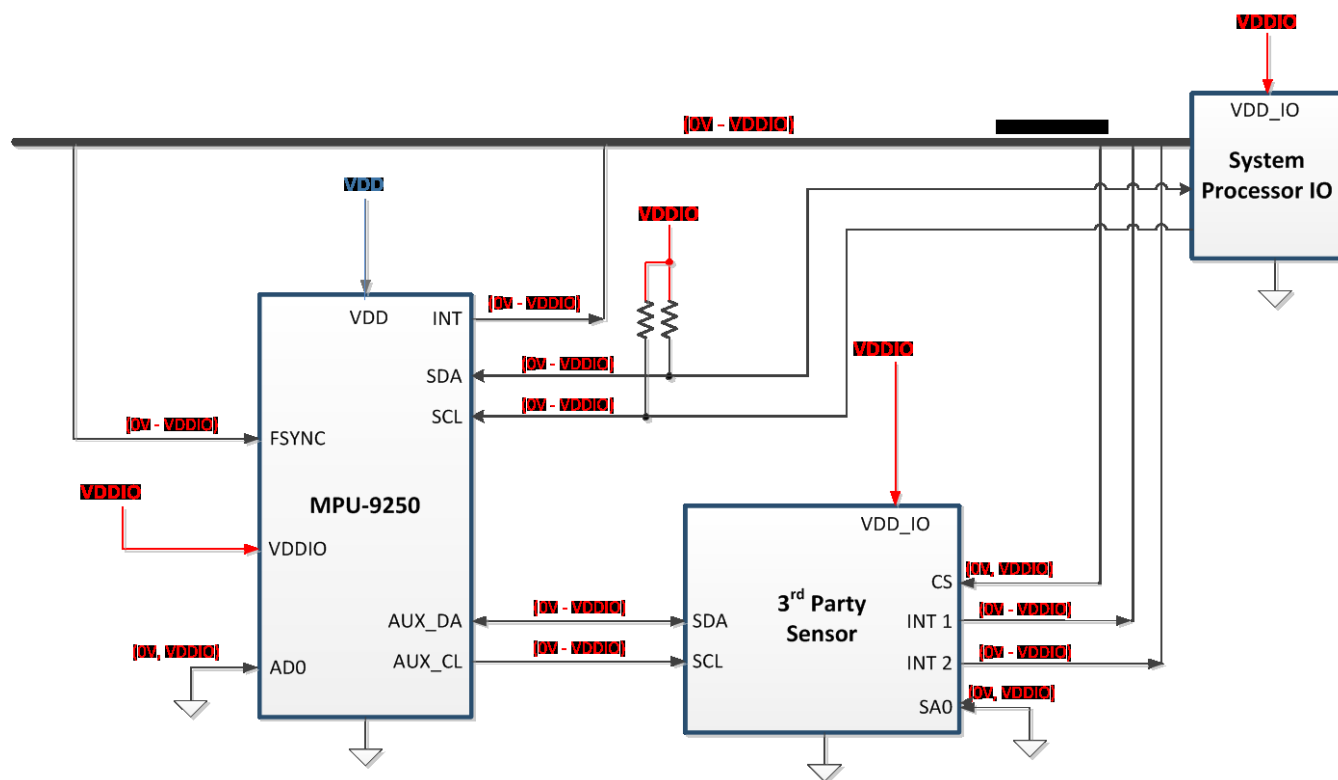 VDDIO
VDD_IO
System
Processor IO
(0V – VDDIO)
VDD
VDDIO
VDD
INT
(0V - VDDIO)
SDA
(0V - VDDIO)
SCL
(0V - VDDIO)
VDDIO
(0V - VDDIO)
FSYNC
VDDIO
MPU-9250
VDDIO
VDD_IO
CS
(0V, VDDIO)
3rd Party
Sensor
AUX_DA
(0V - VDDIO)
SDA
INT 1
(0V - VDDIO)
(0V, VDDIO)
AD0
AUX_CL
(0V - VDDIO)
SCL
INT 2
(0V - VDDIO)
SA0
(0V, VDDIO)